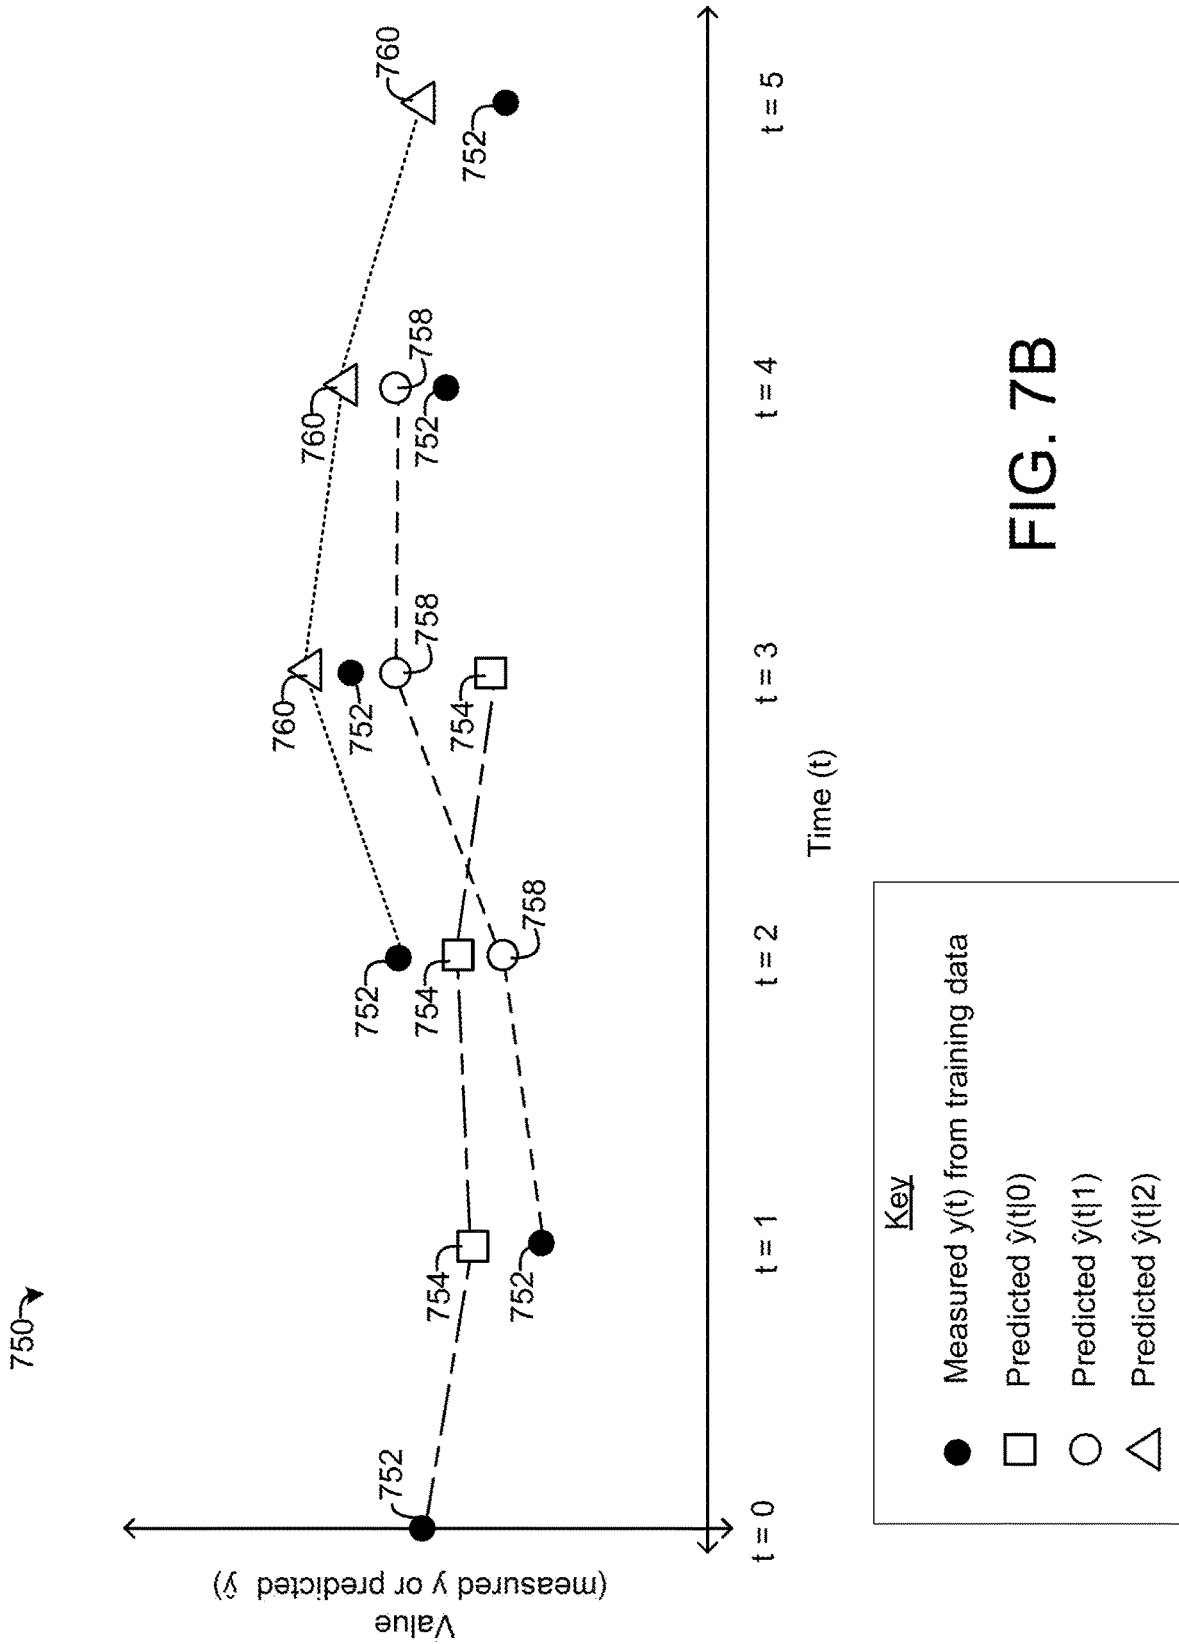 750
Value
(measured y or predicted ŷ)
752
754
752
752
754
758
760
752
758
754
760
758
752
760
752
t = 0
t = 1
t = 2
t = 3
t = 4
t = 5
Time (t)
Key
Measured y(t) from training data
Predicted ŷ(t|0)
Predicted ŷ(t|1)
Predicted ŷ(t|2)
FIG. 7B